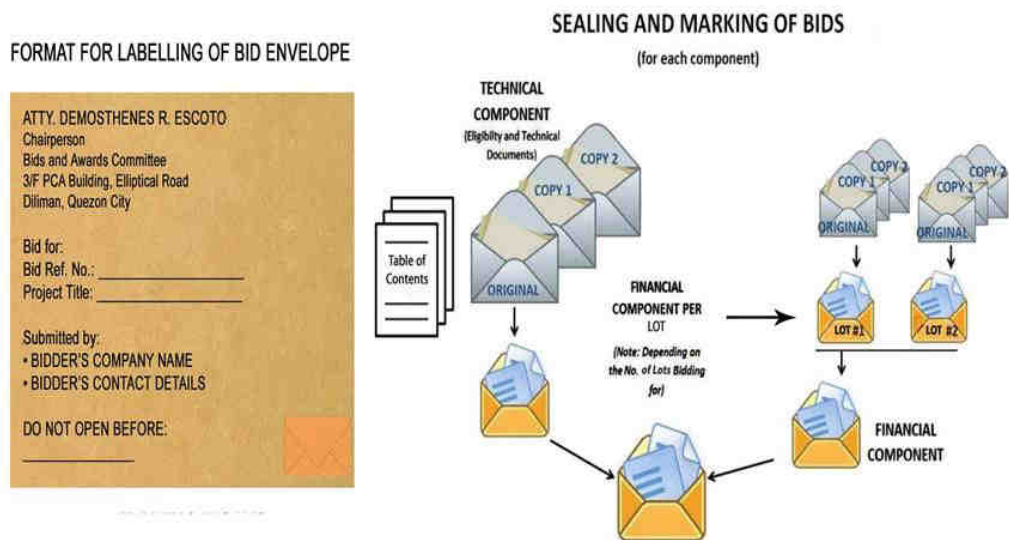 FORMAT FOR LABELLING OF BID ENVELOPE
ATTY. DEMOSTHENES R. ESCOTO
Chairperson
Bids and Awards Committee
3/F PCA Building, Elliptical Road
Diliman, Quezon City
Bid for:
Bid Ref. No.: ____________________
Project Title: ____________________
Submitted by:
• BIDDER'S COMPANY NAME
• BIDDER'S CONTACT DETAILS
DO NOT OPEN BEFORE:
_______________
SEALING AND MARKING OF BIDS
(for each component)
TECHNICAL
COMPONENT
(Eligibility and Technical
Documents)
COPY 2
COPY 1
ORIGINAL
Table of
Contents
FINANCIAL
COMPONENT PER
LOT
(Note: Depending on
the No. of Lots Bidding
for)
COPY 2
COPY 1
ORIGINAL
LOT #1
COPY 2
COPY 1
ORIGINAL
LOT #2
FINANCIAL
COMPONENT